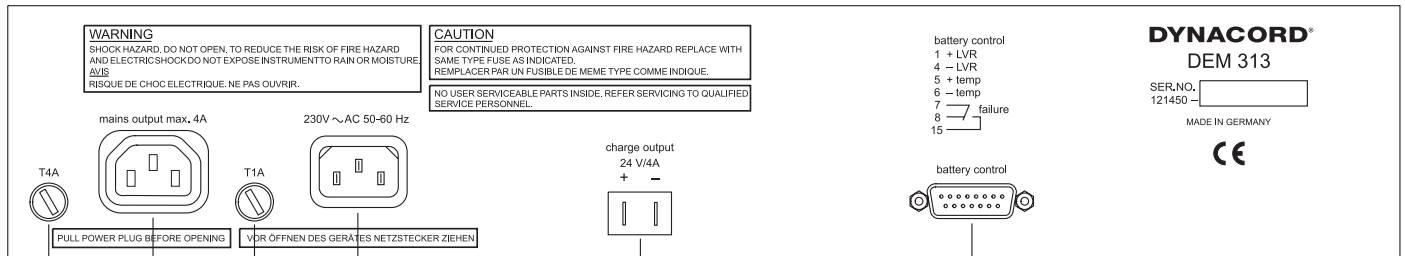 WARNING
SHOCK HAZARD, DO NOT OPEN. TO REDUCE THE RISK OF FIRE HAZARD
AND ELECTRIC SHOCK DO NOT EXPOSE INSTRUMENT TO RAIN OR MOISTURE.
AVIS
RISQUE DE CHOC ELECTRIQUE. NE PAS OUVRIR.
CAUTION
FOR CONTINUED PROTECTION AGAINST FIRE HAZARD REPLACE WITH
SAME TYPE FUSE AS INDICATED.
REMPLACER PAR UN FUSIBLE DE MEME TYPE COMME INDIQUE.
NO USER SERVICEABLE PARTS INSIDE. REFER SERVICING TO QUALIFIED
SERVICE PERSONNEL.
mains output max. 4A
230V ~ AC 50-60 Hz
T4A
T1A
PULL POWER PLUG BEFORE OPENING
VOR ÖFFNEN DES GERÄTES NETZSTECKER ZIEHEN
charge output
24 V/4A
+ –
battery control
1 + LVR
4 – LVR
5 + temp
6 – temp
7
8
15
failure
battery control
DYNACORD®
DEM 313
SER.NO.
121450 –
MADE IN GERMANY
CE